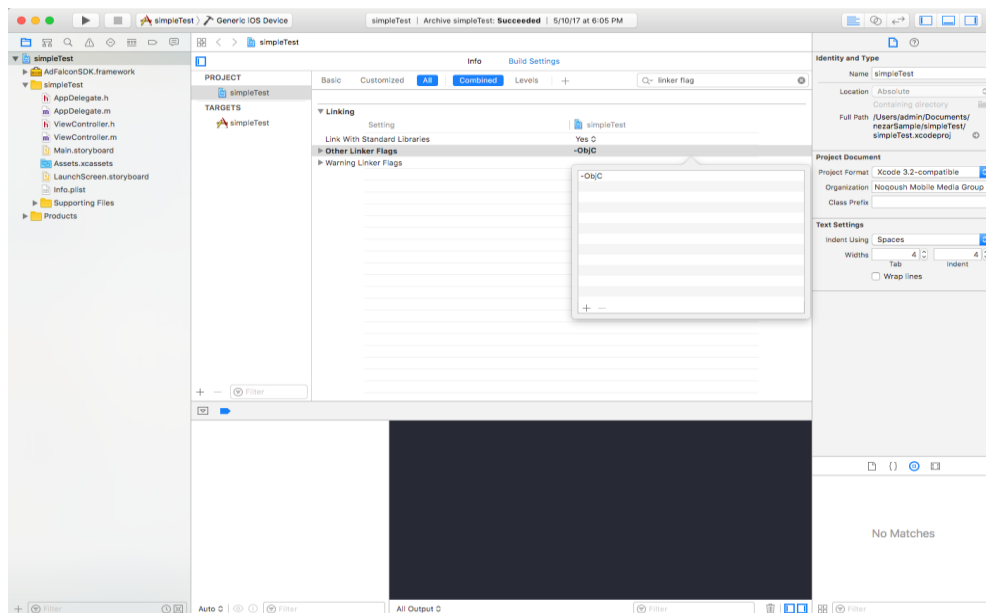 simpleTest
Generic iOS Device
simpleTest | Archive simpleTest: Succeeded | 5/10/17 at 6:05 PM
simpleTest
AdFalconSDK.framework
simpleTest
AppDelegate.h
AppDelegate.m
ViewController.h
ViewController.m
Main.storyboard
Assets.xcassets
LaunchScreen.storyboard
Info.plist
Supporting Files
Products
Filter
simpleTest
Info Build Settings
PROJECT
simpleTest
TARGETS
simpleTest
Filter
Basic Customized All Combined Levels +
linker flag
Linking
Setting simpleTest
Link With Standard Libraries Yes
Other Linker Flags -ObjC
Warning Linker Flags
-ObjC
Auto
Filter
All Output
Filter
Identity and Type
Name simpleTest
Location Absolute
Containing directory
Full Path /Users/admin/Documents/
nezarSample/simpleTest/
simpleTest.xcodeproj
Project Document
Project Format Xcode 3.2-compatible
Organization Noqoush Mobile Media Group
Class Prefix
Text Settings
Indent Using Spaces
Widths 4 4
Tab Indent
Wrap lines
No Matches
Filter